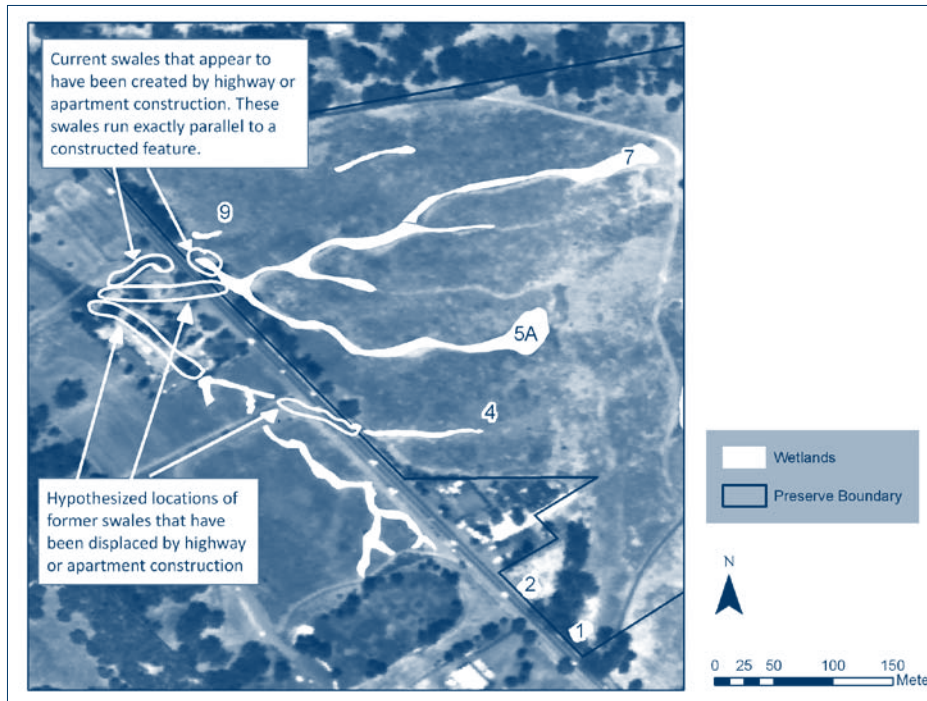 Current swales that appear to
have been created by highway or
apartment construction. These
swales run exactly parallel to a
constructed feature.
7
9
5A
4
Wetlands
Preserve Boundary
Hypothesized locations of
former swales that have
been displaced by highway
or apartment construction
N
2
1
0 25 50 100 150
Mete